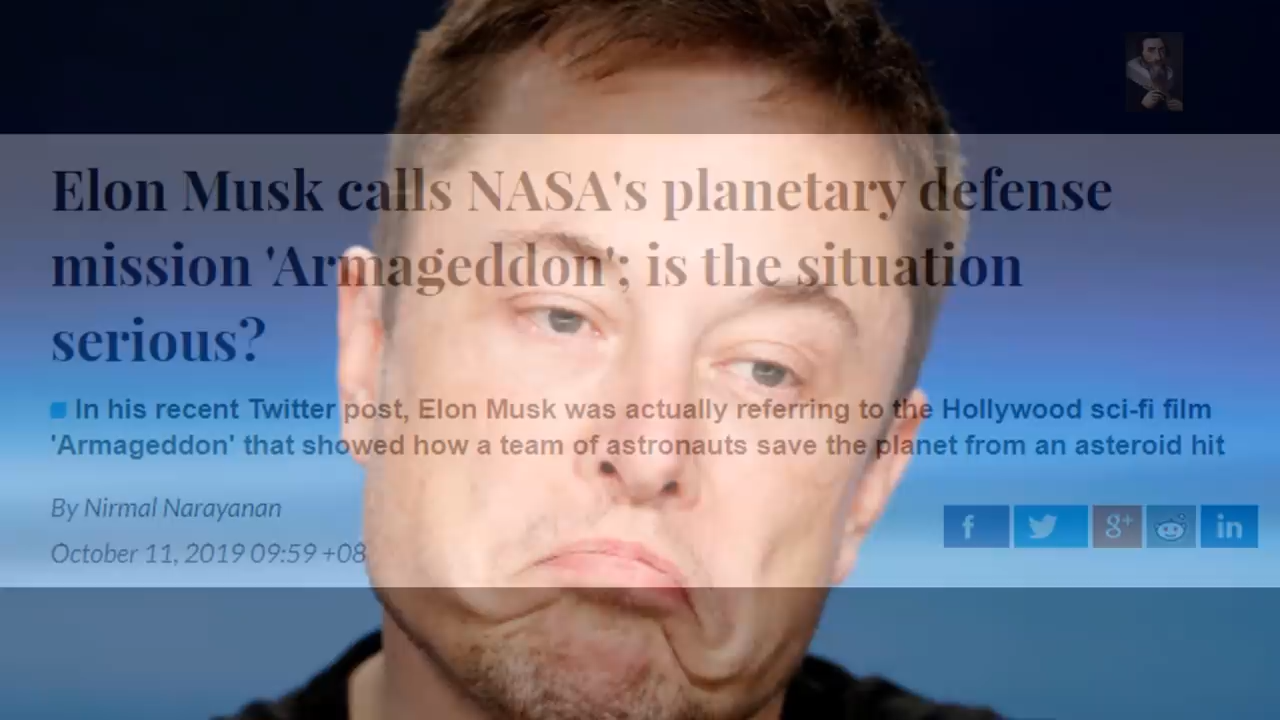 Elon Musk calls NASA's planetary defense
mission 'Armageddon'; is the situation
serious?
In his recent Twitter post, Elon Musk was actually referring to the Hollywood sci-fi film
'Armageddon' that showed how a team of astronauts save the planet from an asteroid hit
By Nirmal Narayanan
October 11, 2019 09:59 +08
f
g+
in